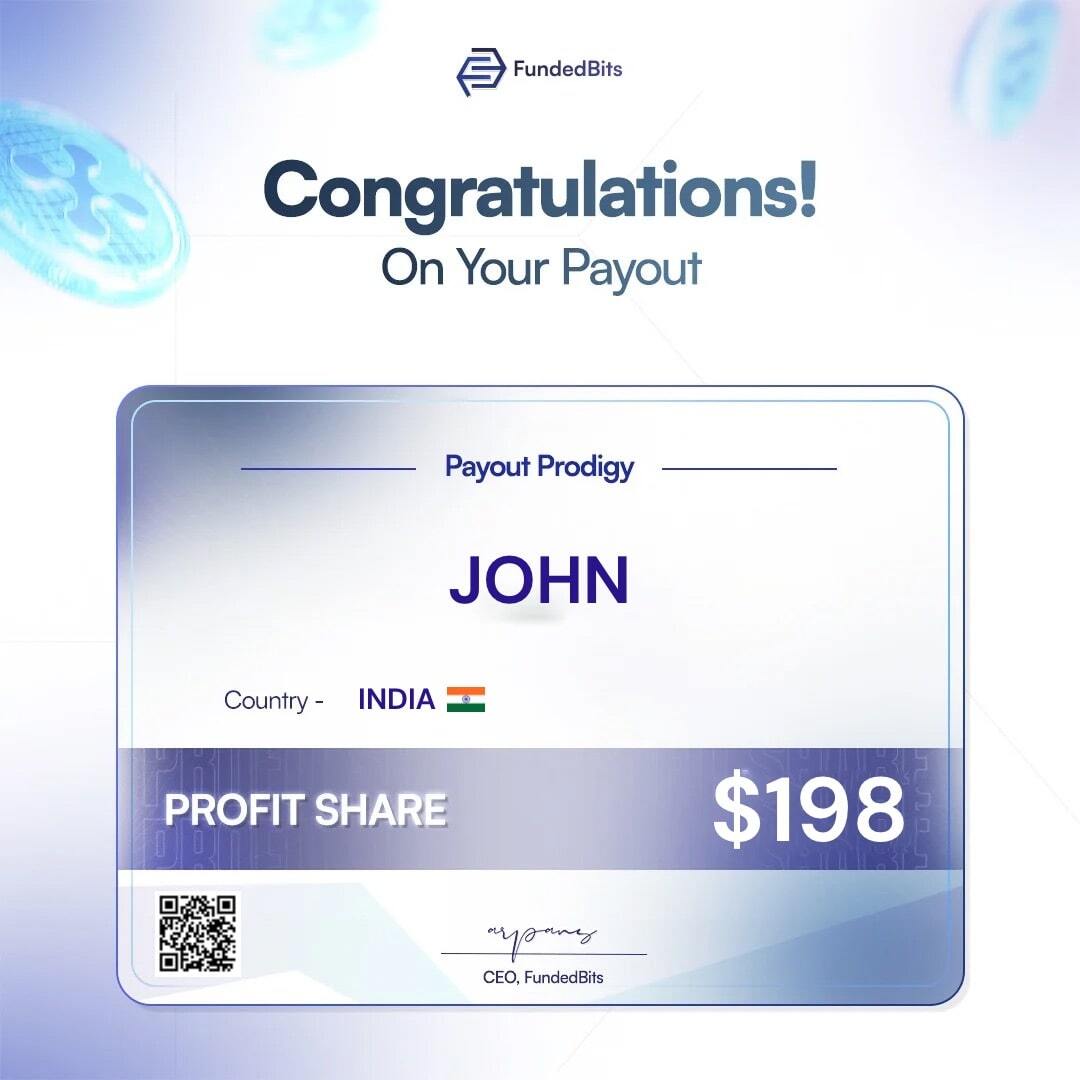 FundedBits
Congratulations!
On Your Payout
Payout Prodigy
JOHN
Country - INDIA
PROFIT SHARE $198
arpans
CEO, FundedBits